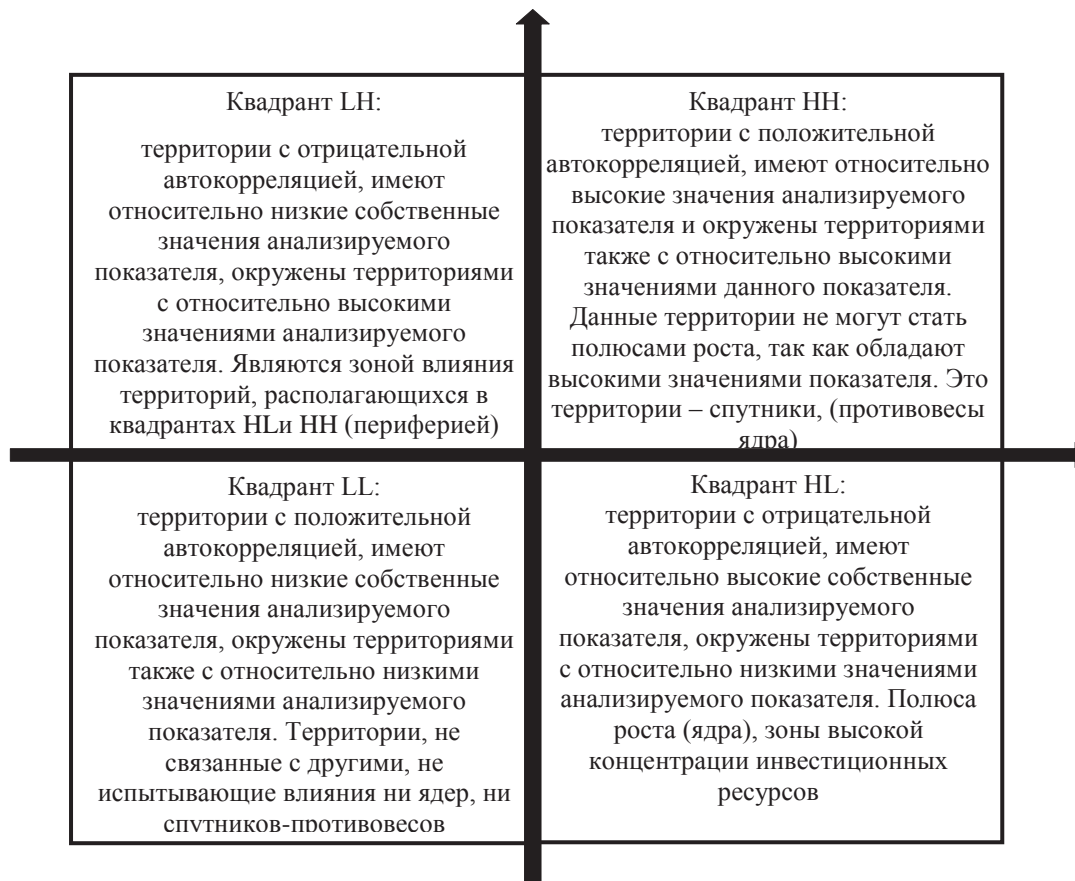 Квадрант LH:
территории с отрицательной
автокорреляцией, имеют
относительно низкие собственные
значения анализируемого
показателя, окружены территориями
с относительно высокими
значениями анализируемого
показателя. Являются зоной влияния
территорий, располагающихся в
квадрантах HLи HH (периферией)
Квадрант HH:
территории с положительной
автокорреляцией, имеют относительно
высокие значения анализируемого
показателя и окружены территориями
также с относительно высокими
значениями данного показателя.
Данные территории не могут стать
полюсами роста, так как обладают
высокими значениями показателя. Это
территории – спутники, (противовесы
ядра)
Квадрант LL:
территории с положительной
автокорреляцией, имеют
относительно низкие собственные
значения анализируемого
показателя, окружены территориями
также с относительно низкими
значениями анализируемого
показателя. Территории, не
связанные с другими, не
испытывающие влияния ни ядер, ни
спутников-противовесов
Квадрант HL:
территории с отрицательной
автокорреляцией, имеют
относительно высокие собственные
значения анализируемого
показателя, окружены территориями
с относительно низкими значениями
анализируемого показателя. Полюса
роста (ядра), зоны высокой
концентрации инвестиционных
ресурсов